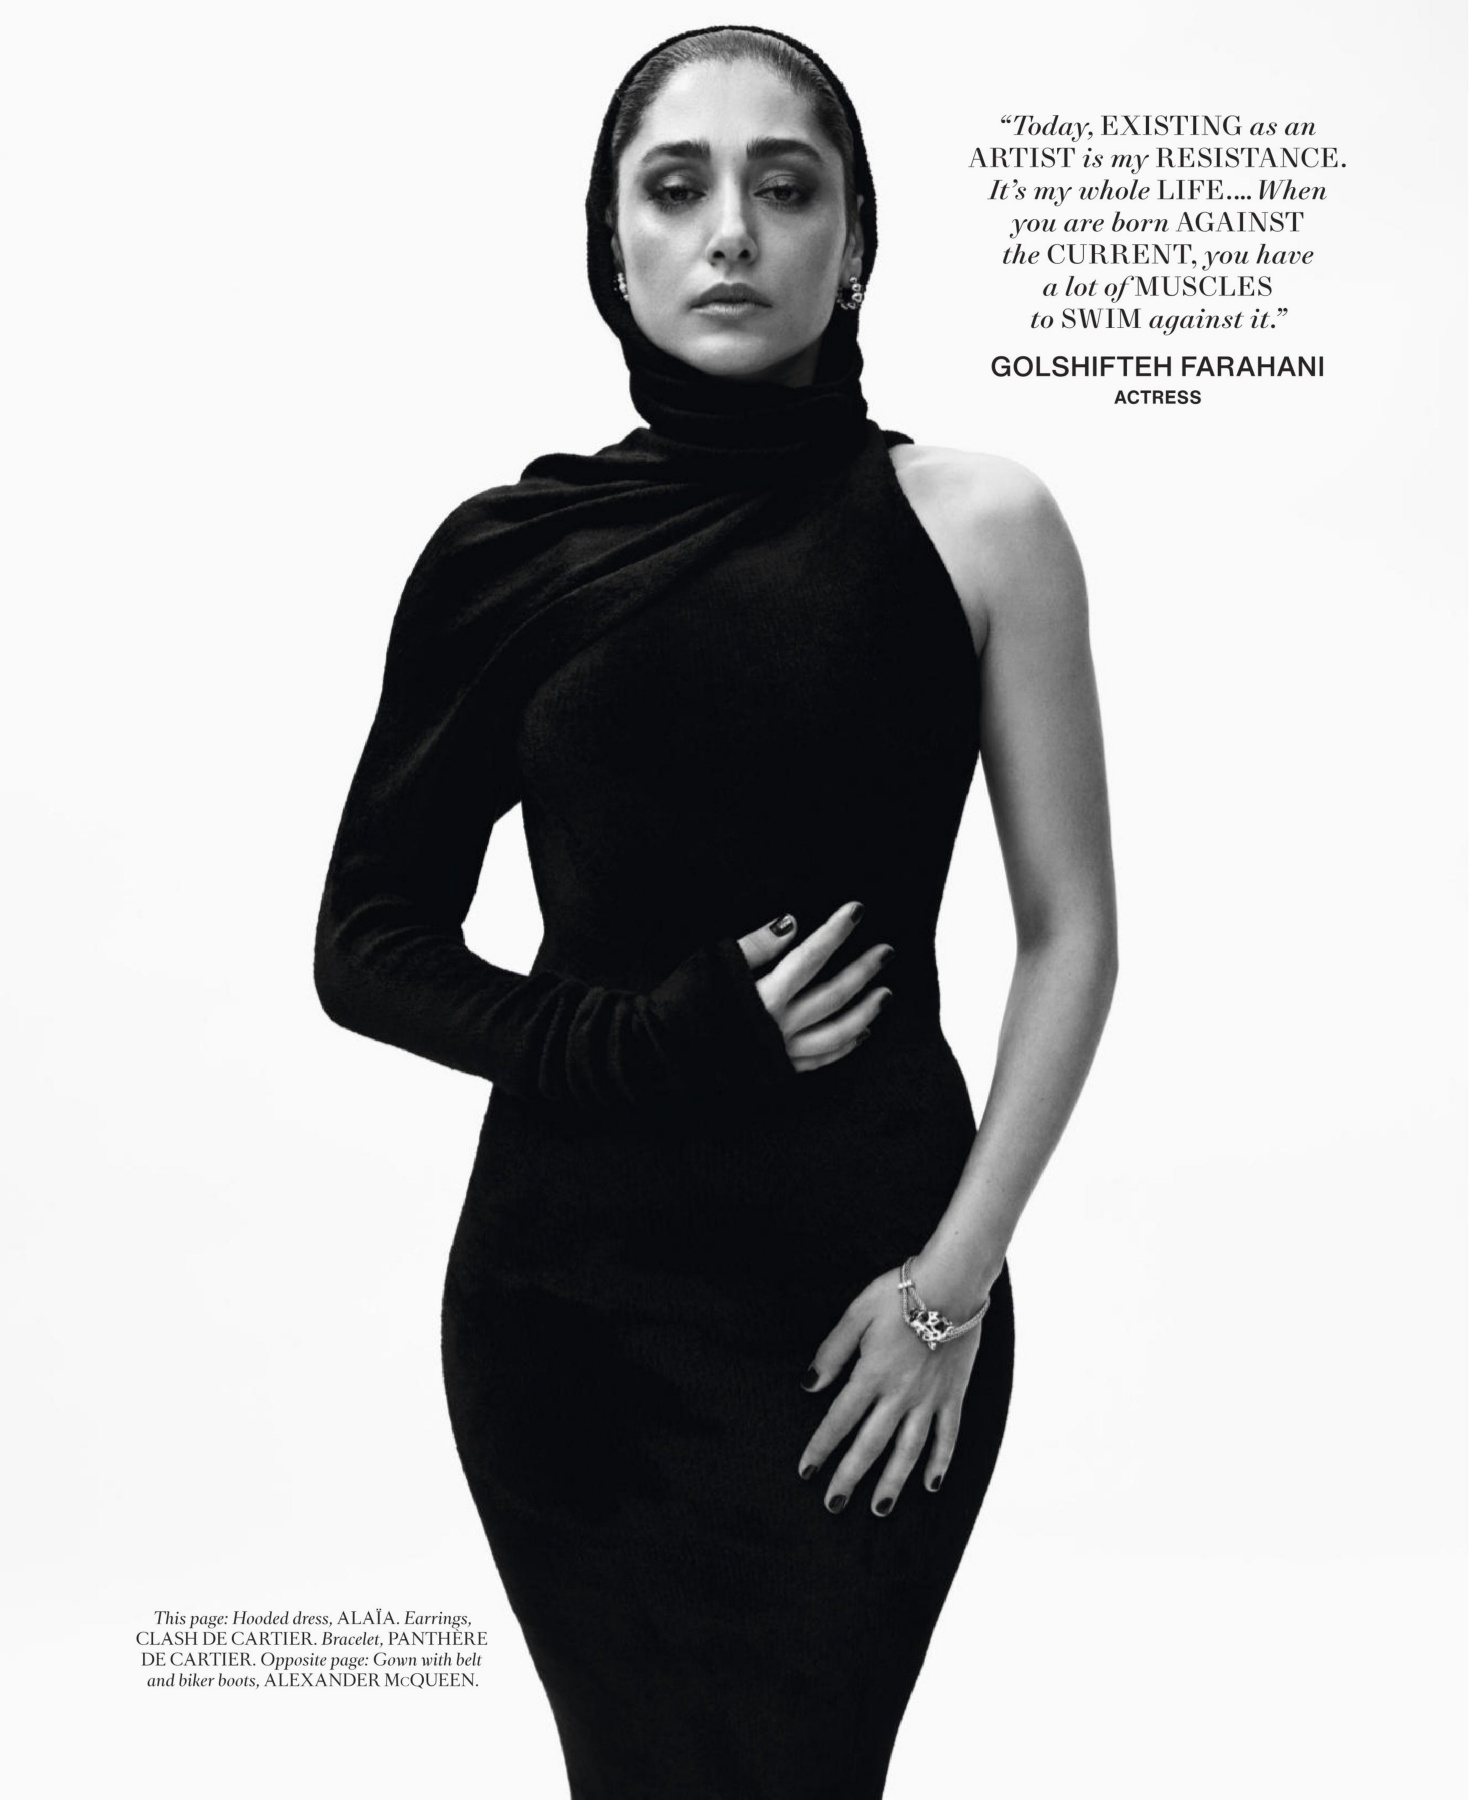 “Today, EXISTING as an
ARTIST is my RESISTANCE.
It’s my whole LIFE.... When
you are born AGAINST
the CURRENT, you have
a lot of MUSCLES
to SWIM against it.”
GOLSHIFTEH FARAHANI
ACTRESS
This page: Hooded dress, ALAÏA. Earrings,
CLASH DE CARTIER. Bracelet, PANTHÈRE
DE CARTIER. Opposite page: Gown with belt
and biker boots, ALEXANDER McQUEEN.